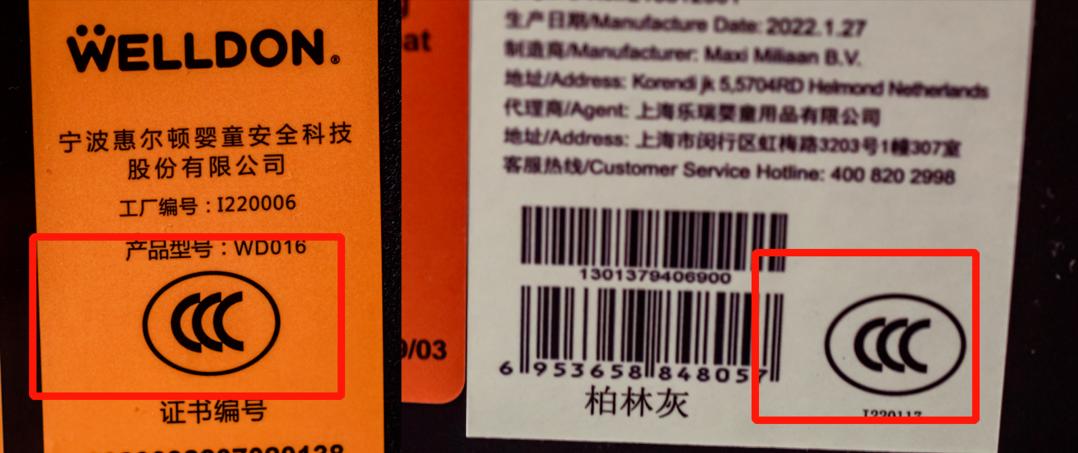 WELLDON®
宁波惠尔顿婴童安全科技
股份有限公司
工厂编号：I220006
产品型号：WD016
CCC
证书编号
at
9/03
生产日期/Manufacture Date: 2022.1.27
制造商/Manufacturer: Maxi Miliaan B.V.
地址/Address: Korendi jk 5,5704RD Helmond Netherlands
代理商/Agent: 上海乐瑞婴童用品有限公司
地址/Address: 上海市闵行区虹梅路3203号1幢307室
客服热线/Customer Service Hotline: 400 820 2998
1301379406900
6 953658 848057
柏林灰
CCC
I220117